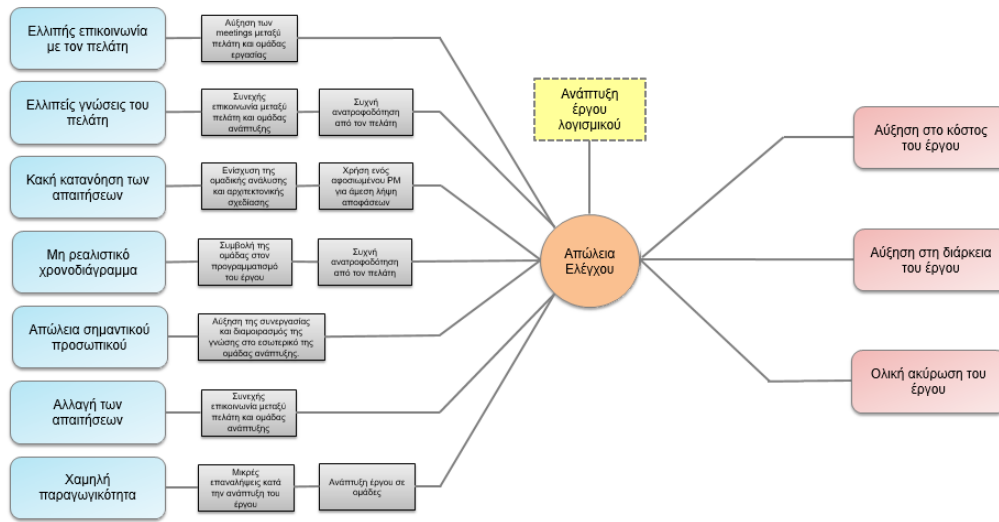 Ελλιπής επικοινωνία
με τον πελάτη
Αύξηση των
meetings μεταξύ
πελάτη και ομάδας
εργασίας
Ελλιπείς γνώσεις του
πελάτη
Συνεχής
επικοινωνία μεταξύ
πελάτη και ομάδας
ανάπτυξης
Συχνή
ανατροφοδότηση
από τον πελάτη
Κακή κατανόηση των
απαιτήσεων
Ενίσχυση της
ομαδικής ανάλυσης
και αρχιτεκτονικής
σχεδίασης
Χρήση ενός
αφοσιωμένου PM
για άμεση λήψη
αποφάσεων
Μη ρεαλιστικό
χρονοδιάγραμμα
Συμβολή της
ομάδας στον
προγραμματισμό
του έργου
Συχνή
ανατροφοδότηση
από τον πελάτη
Απώλεια σημαντικού
προσωπικού
Αύξηση της συνεργασίας
και διαμοιρασμός της
γνώσης στο εσωτερικό της
ομάδας ανάπτυξης.
Αλλαγή των
απαιτήσεων
Συνεχής
επικοινωνία μεταξύ
πελάτη και ομάδας
ανάπτυξης
Χαμηλή
παραγωγικότητα
Μικρές
επαναλήψεις κατά
την ανάπτυξη του
έργου
Ανάπτυξη έργου σε
ομάδες
Ανάπτυξη
έργου
λογισμικού
Απώλεια
Ελέγχου
Αύξηση στο κόστος
του έργου
Αύξηση στη διάρκεια
του έργου
Ολική ακύρωση του
έργου